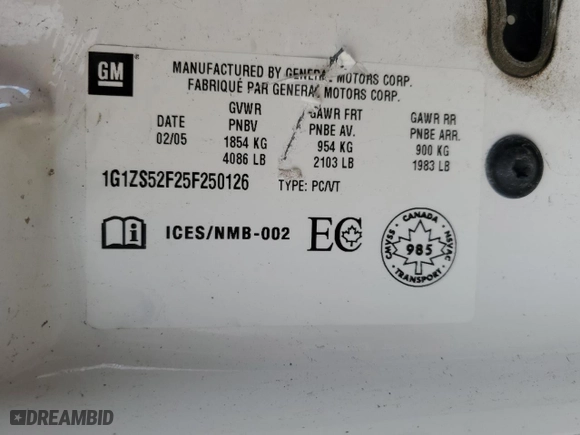 GM
MANUFACTURED BY GENERAL MOTORS CORP.
FABRIQUÉ PAR GENERAL MOTORS CORP.
DATE
02/05
GVWR
PNBV
1854 KG
4086 LB
GAWR FRT
PNBE AV.
954 KG
2103 LB
GAWR RR
PNBE ARR.
900 KG
1983 LB
1G1ZS52F25F250126 TYPE: PC/VT
i ICES/NMB-002 EC
CANADA
CMVSS
NSVAC
985
TRANSPORT
DREAMBID